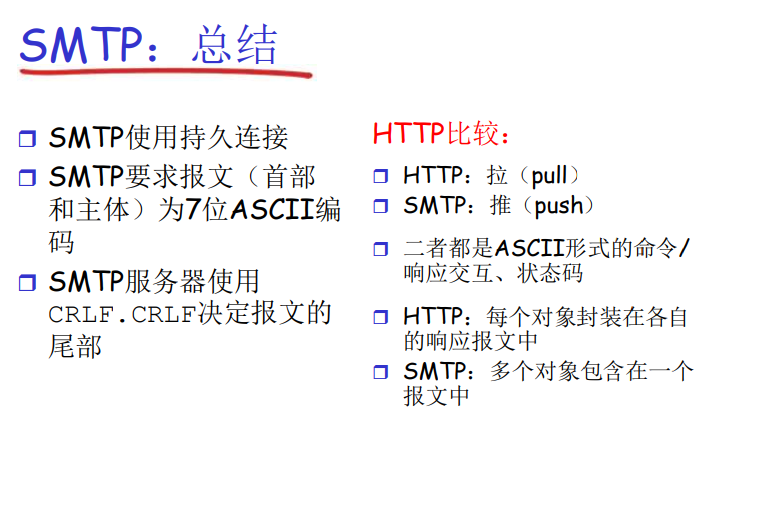 SMTP：总结
SMTP使用持久连接
SMTP要求报文（首部
和主体）为7位ASCII编
码
SMTP服务器使用
CRLF.CRLF决定报文的
尾部
HTTP比较：
HTTP：拉（pull）
SMTP：推（push）
二者都是ASCII形式的命令/
响应交互、状态码
HTTP：每个对象封装在各自
的响应报文中
SMTP：多个对象包含在一个
报文中